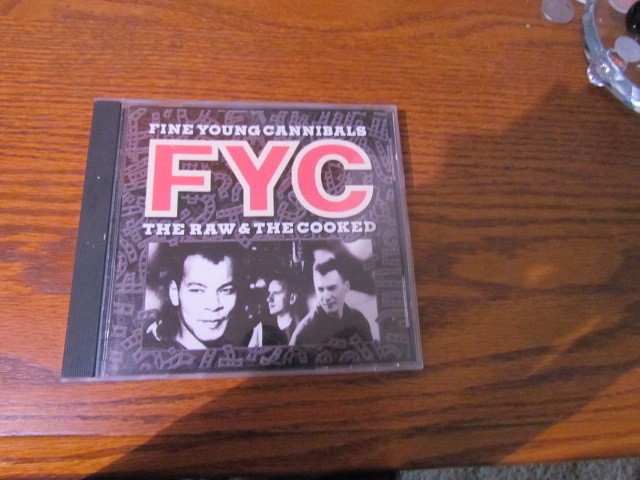 FINE YOUNG CANNIBALS
FYC
THE RAW & THE COOKED